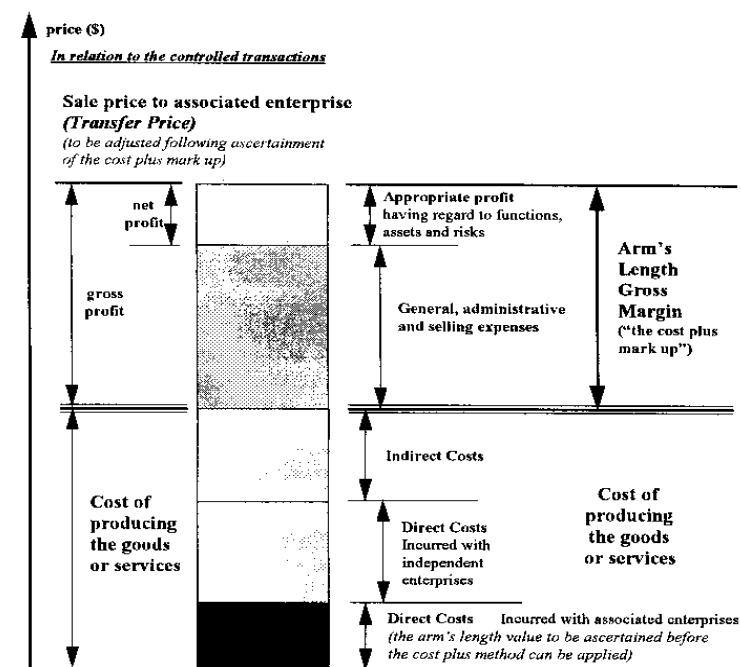 price ($)
In relation to the controlled transactions
Sale price to associated enterprise
(Transfer Price)
(to be adjusted following ascertainment
of the cost plus mark up)
net
profit
gross
profit
Appropriate profit
having regard to functions,
assets and risks
General, administrative
and selling expenses
Arm's
Length
Gross
Margin
("the cost plus
mark up")
Cost of
producing
the goods
or services
Indirect Costs
Direct Costs
Incurred with
independent
enterprises
Cost of
producing
the goods
or services
Direct Costs Incurred with associated enterprises
(the arm's length value to be ascertained before
the cost plus method can be applied)